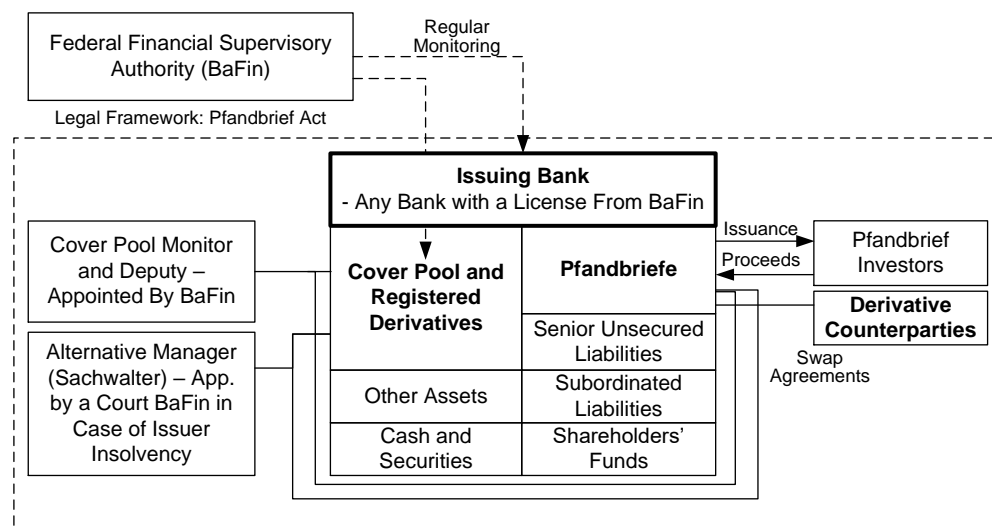 Federal Financial Supervisory
Authority (BaFin)
Regular
Monitoring
Legal Framework: Pfandbrief Act
Issuing Bank
- Any Bank with a License From BaFin
Cover Pool Monitor
and Deputy –
Appointed By BaFin
Alternative Manager
(Sachwalter) – App.
by a Court BaFin in
Case of Issuer
Insolvency
Cover Pool and
Registered
Derivatives
Other Assets
Cash and
Securities
Pfandbriefe
Senior Unsecured
Liabilities
Subordinated
Liabilities
Shareholders’
Funds
Issuance
Proceeds
Pfandbrief
Investors
Derivative
Counterparties
Swap
Agreements